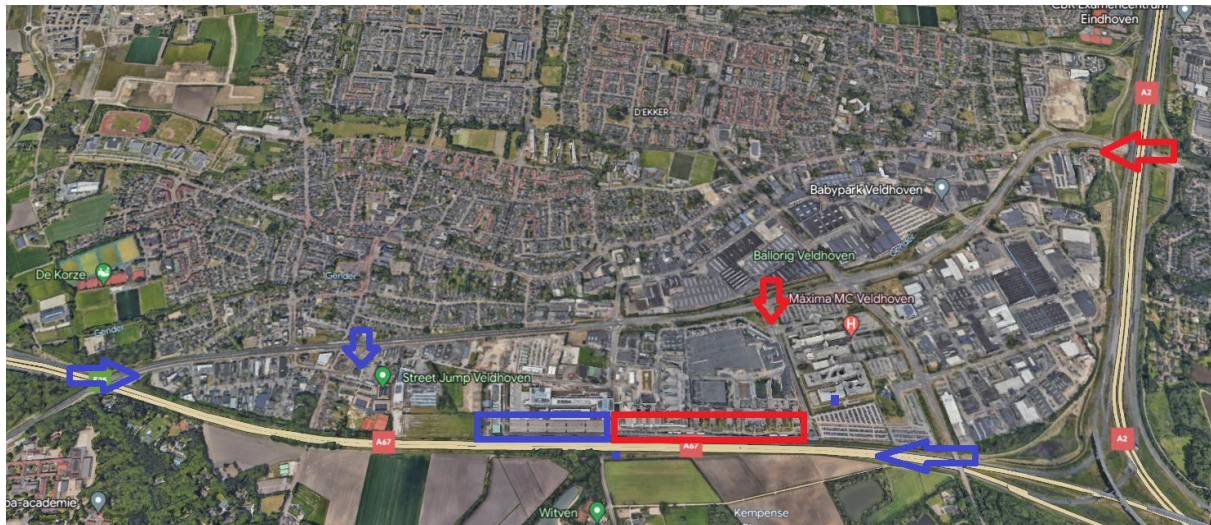 CBR Examencentrum
Eindhoven
A2
D'EKKER
Babypark Veldhoven
Gender
Ballorig Veldhoven
De Korze
Gender
Máxima MC Veldhoven
H
Gender
Street Jump Veldhoven
A67
A67
A2
pa-academie
Witven
Kempense